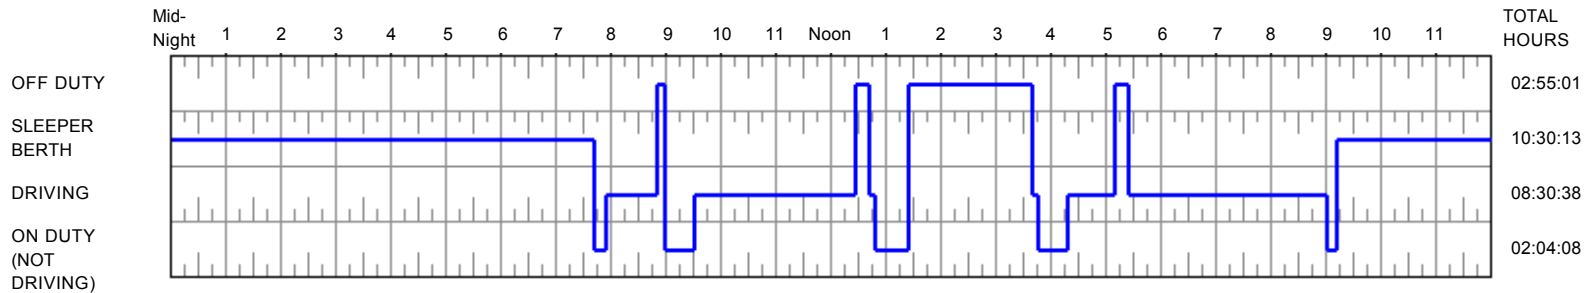 Mid-
Night 1 2 3 4 5 6 7 8 9 10 11 Noon 1 2 3 4 5 6 7 8 9 10 11 TOTAL
HOURS
OFF DUTY 02:55:01
SLEEPER
BERTH 10:30:13
DRIVING 08:30:38
ON DUTY
(NOT
DRIVING) 02:04:08